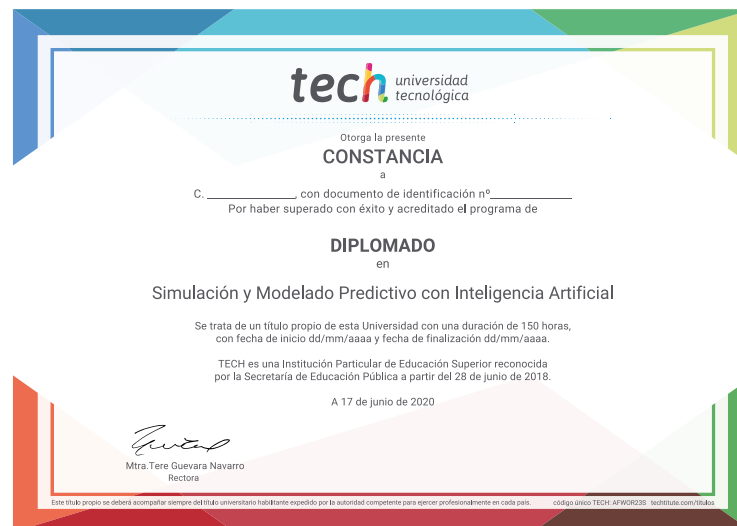 tech universidad
tecnológica
Otorga la presente
CONSTANCIA
a
C. ________________, con documento de identificación nº______________
Por haber superado con éxito y acreditado el programa de
DIPLOMADO
en
Simulación y Modelado Predictivo con Inteligencia Artificial
Se trata de un título propio de esta Universidad con una duración de 150 horas,
con fecha de inicio dd/mm/aaaa y fecha de finalización dd/mm/aaaa.
TECH es una Institución Particular de Educación Superior reconocida
por la Secretaría de Educación Pública a partir del 28 de junio de 2018.
A 17 de junio de 2020
Mtra.Tere Guevara Navarro
Rectora
Este título propio se deberá acompañar siempre del título universitario habilitante expedido por la autoridad competente para ejercer profesionalmente en cada país. código único TECH: AFWOR23S techtitute.com/titulos